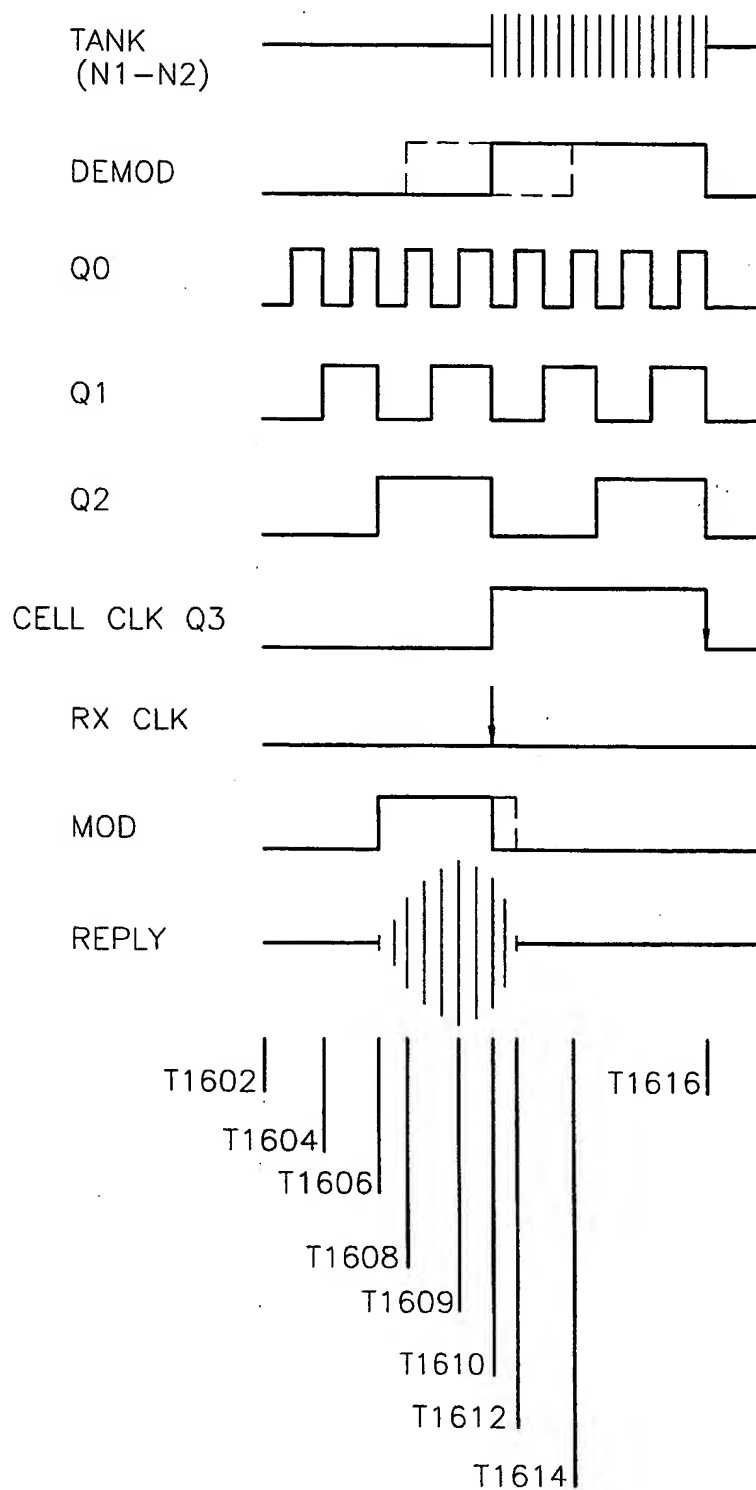 TANK
(N1-N2)
DEMOD
Q0
Q1
Q2
CELL CLK Q3
RX CLK
MOD
REPLY
T1602
T1616
T1604
T1606
T1608
T1609
T1610
T1612
T1614